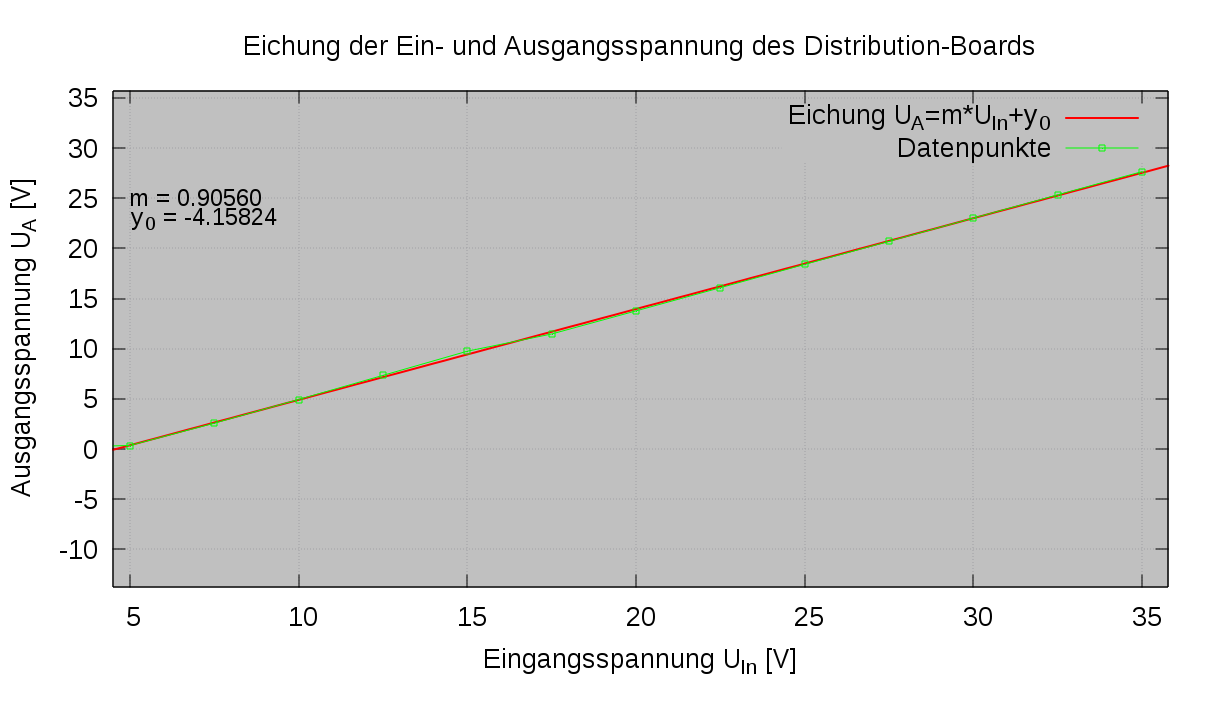 Eichung der Ein- und Ausgangsspannung des Distribution-Boards
Eichung U_A=m*U_In+y_0
Datenpunkte
m = 0.90560
y_0 = -4.15824
Ausgangsspannung U_A [V]
35
30
25
20
15
10
5
0
-5
-10
5 10 15 20 25 30 35
Eingangsspannung U_In [V]